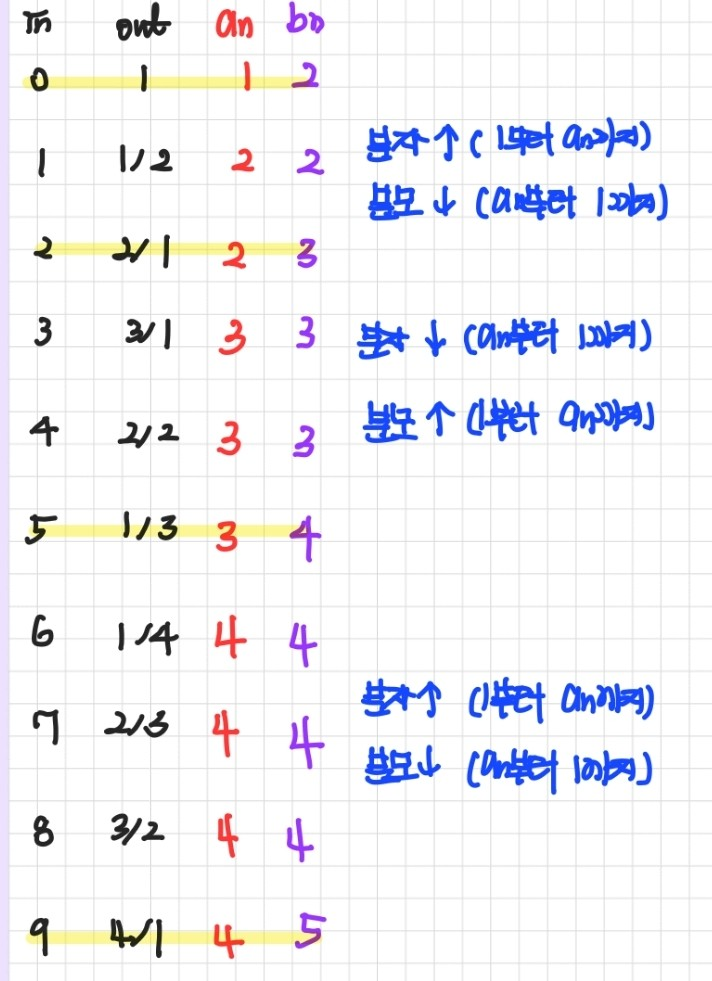 in out an bn
0 1 1 2
1 1/2 2 2
분자 ↑ (1부터 an까지)
분모 ↓ (an부터 1까지)
2 2/1 2 3
3 3/1 3 3
분자 ↓ (an부터 1까지)
4 2/2 3 3
분모 ↑ (1부터 an까지)
5 1/3 3 4
6 1/4 4 4
분자 ↑ (1부터 an까지)
7 2/3 4 4
분모 ↓ (an부터 1까지)
8 3/2 4 4
9 4/1 4 5